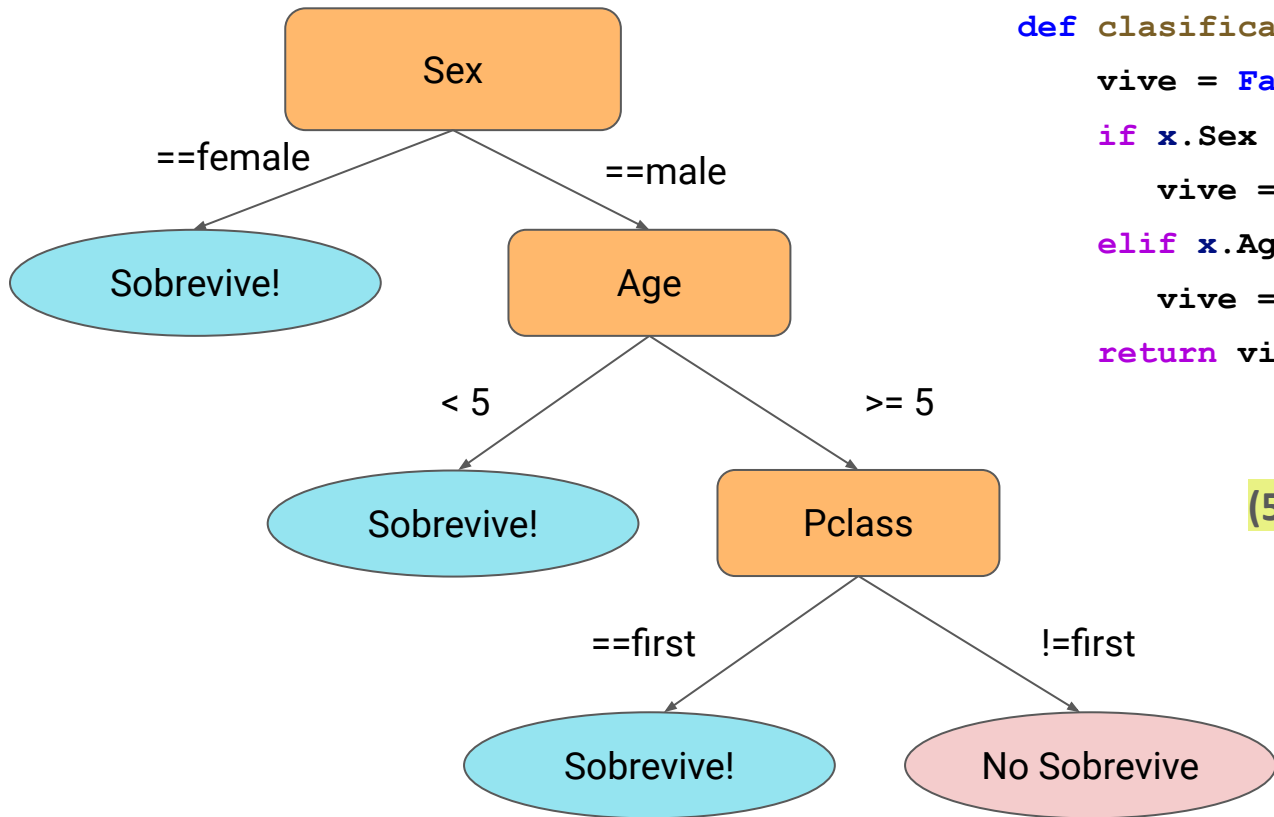 Sex
==female
==male
Sobrevive!
Age
< 5
>= 5
Sobrevive!
Pclass
==first
!=first
Sobrevive!
No Sobrevive
def clasifica
vive = Fa
if x.Sex
vive =
elif x.Ag
vive =
return vi
(5